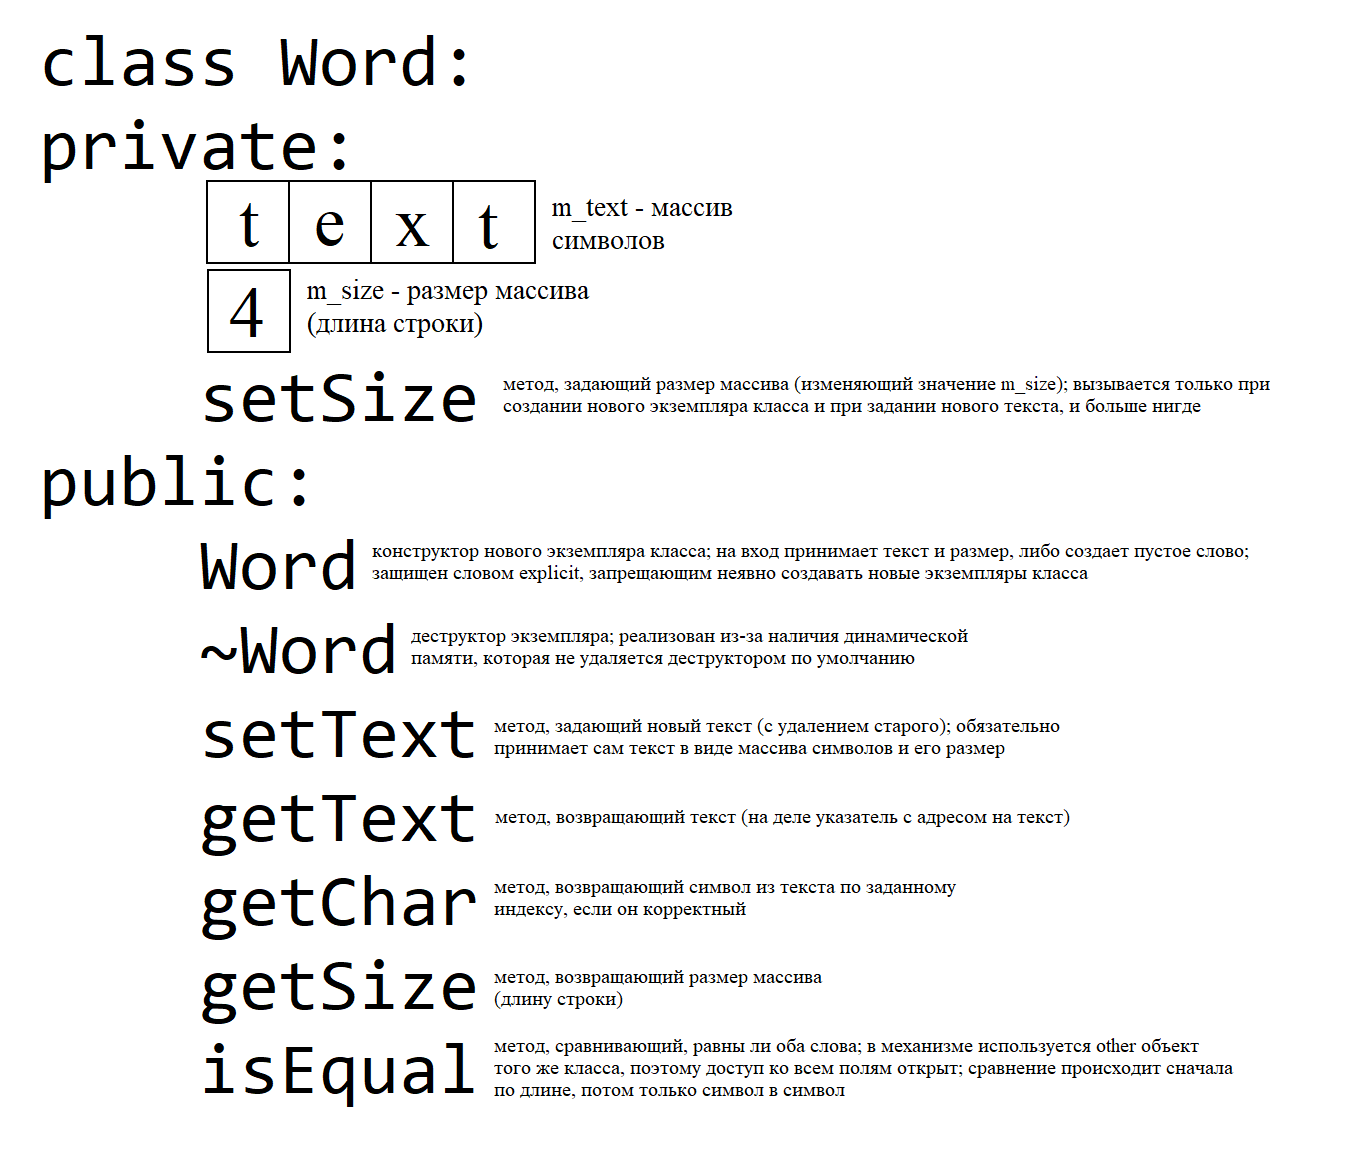 class Word:
private:
t e x t
m_text - массив
символов
4
m_size - размер массива
(длина строки)
setSize
метод, задающий размер массива (изменяющий значение m_size); вызывается только при
создании нового экземпляра класса и при задании нового текста, и больше нигде
public:
Word
конструктор нового экземпляра класса; на вход принимает текст и размер, либо создает пустое слово;
защищен словом explicit, запрещающим неявно создавать новые экземпляры класса
~Word
деструктор экземпляра; реализован из-за наличия динамической
памяти, которая не удаляется деструктором по умолчанию
setText
метод, задающий новый текст (с удалением старого); обязательно
принимает сам текст в виде массива символов и его размер
getText
метод, возвращающий текст (на деле указатель с адресом на текст)
getChar
метод, возвращающий символ из текста по заданному
индексу, если он корректный
getSize
метод, возвращающий размер массива
(длину строки)
isEqual
метод, сравнивающий, равны ли оба слова; в механизме используется other объект
того же класса, поэтому доступ ко всем полям открыт; сравнение происходит сначала
по длине, потом только символ в символ